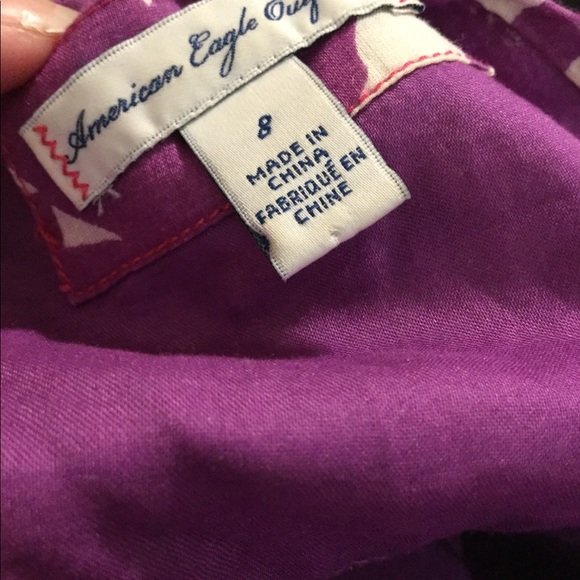 American Eagle
8
MADE IN
CHINA
FABRIQUÉ EN
CHINE